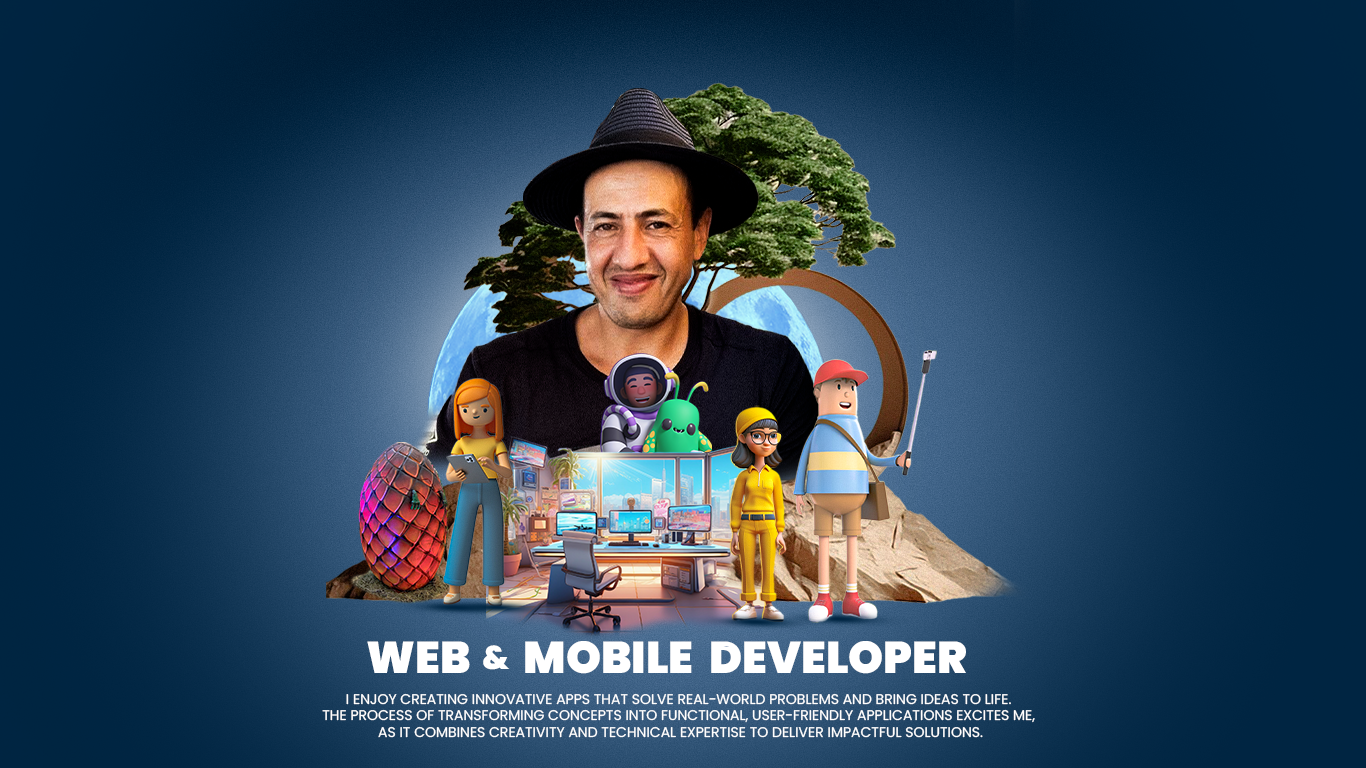 WEB & MOBILE DEVELOPER
I ENJOY CREATING INNOVATIVE APPS THAT SOLVE REAL-WORLD PROBLEMS AND BRING IDEAS TO LIFE.
THE PROCESS OF TRANSFORMING CONCEPTS INTO FUNCTIONAL, USER-FRIENDLY APPLICATIONS EXCITES ME,
AS IT COMBINES CREATIVITY AND TECHNICAL EXPERTISE TO DELIVER IMPACTFUL SOLUTIONS.